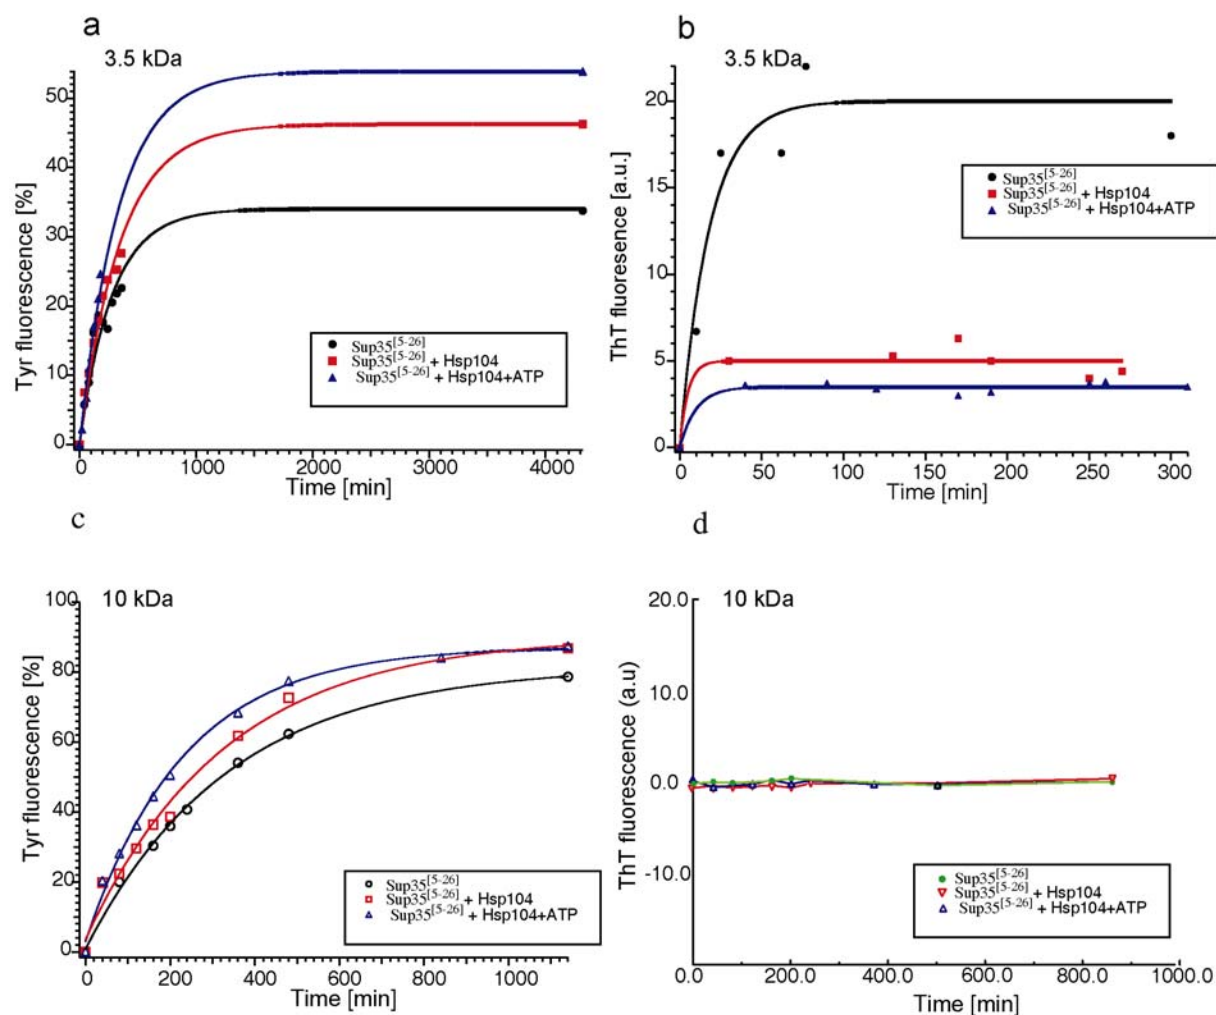 a
3.5 kDa
Tyr fluorescence [%]
50
40
30
20
10
0
Sup35[5-26]
Sup35[5-26] + Hsp104
Sup35[5-26] + Hsp104+ATP
0 1000 2000 3000 4000
Time [min]
b
3.5 kDa
ThT fluoresence [a.u.]
20
15
10
5
0
Sup35[5-26]
Sup35[5-26] + Hsp104
Sup35[5-26] + Hsp104+ATP
0 50 100 150 200 250 300
Time [min]
c
10 kDa
Tyr fluorescence [%]
100
80
60
40
20
0
Sup35[5-26]
Sup35[5-26] + Hsp104
Sup35[5-26] + Hsp104+ATP
0 200 400 600 800 1000
Time [min]
d
10 kDa
ThT fluorescence (a.u)
20.0
10.0
0.0
-10.0
Sup35[5-26]
Sup35[5-26] + Hsp104
Sup35[5-26] + Hsp104+ATP
0.0 200.0 400.0 600.0 800.0 1000.0
Time [min]